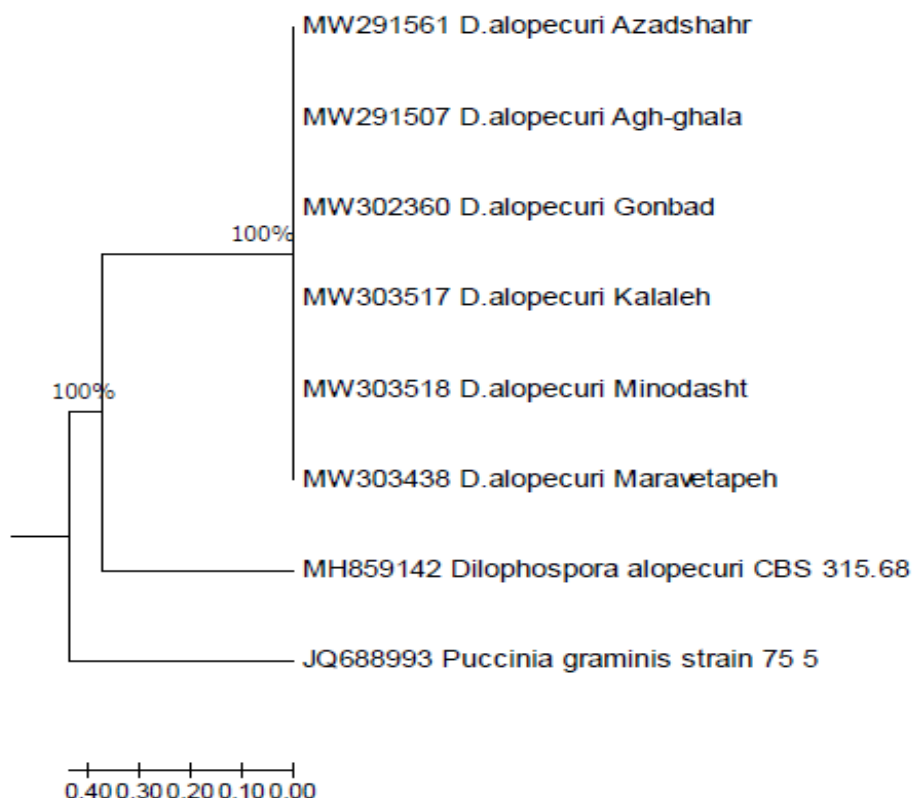 MW291561 D.alopecuri Azadshahr
MW291507 D.alopecuri Agh-ghala
MW302360 D.alopecuri Gonbad
100%
MW303517 D.alopecuri Kalaleh
MW303518 D.alopecuri Minodasht
100%
MW303438 D.alopecuri Maravetapeh
MH859142 Dilophospora alopecuri CBS 315.68
JQ688993 Puccinia graminis strain 75 5
0.40 0.30 0.20 0.10 0.00